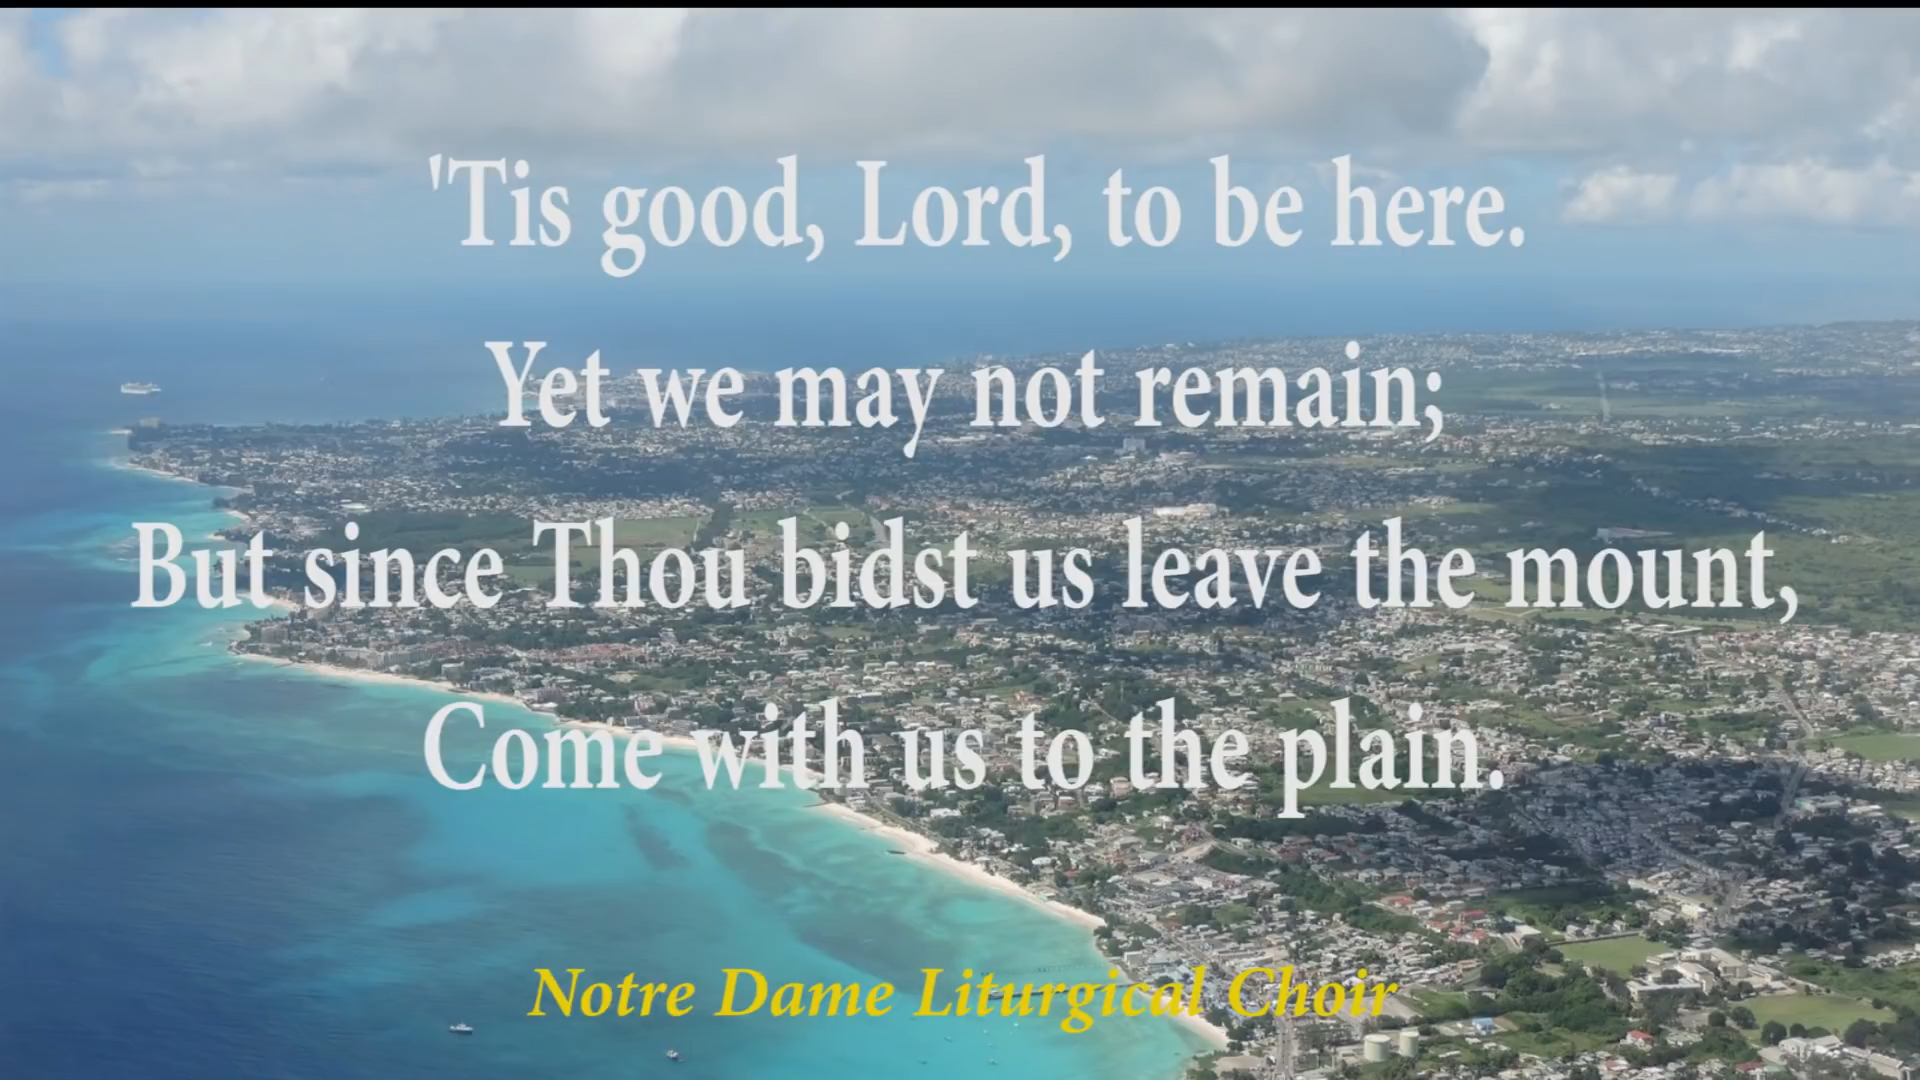 'Tis good, Lord, to be here.
Yet we may not remain;
But since Thou bidst us leave the mount,
Come with us to the plain.
Notre Dame Liturgical Choir